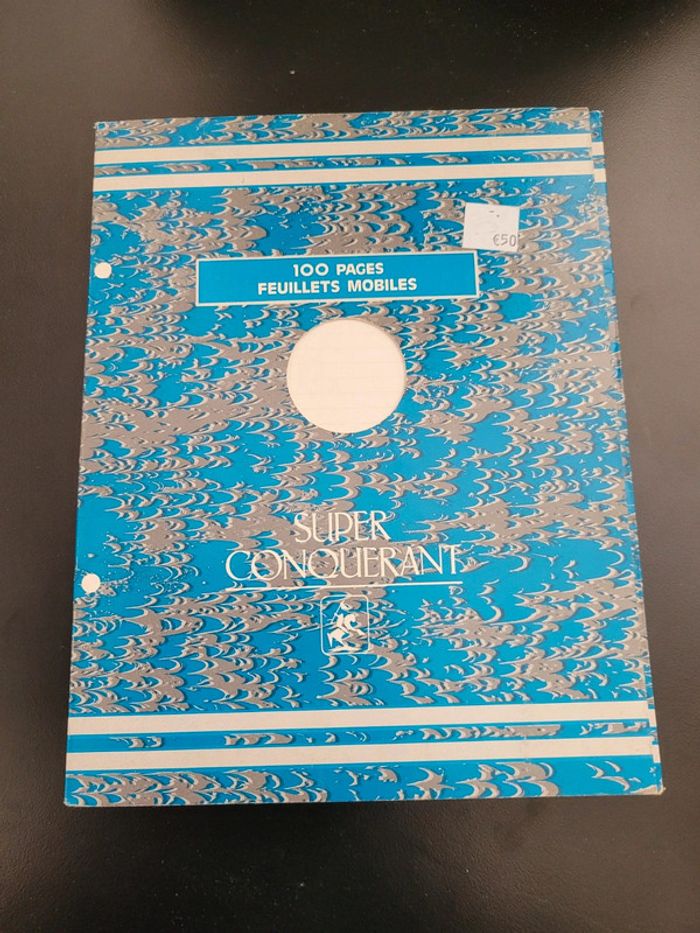 €50
100 PAGES
FEUILLETS MOBILES
SUPER
CONQUERANT